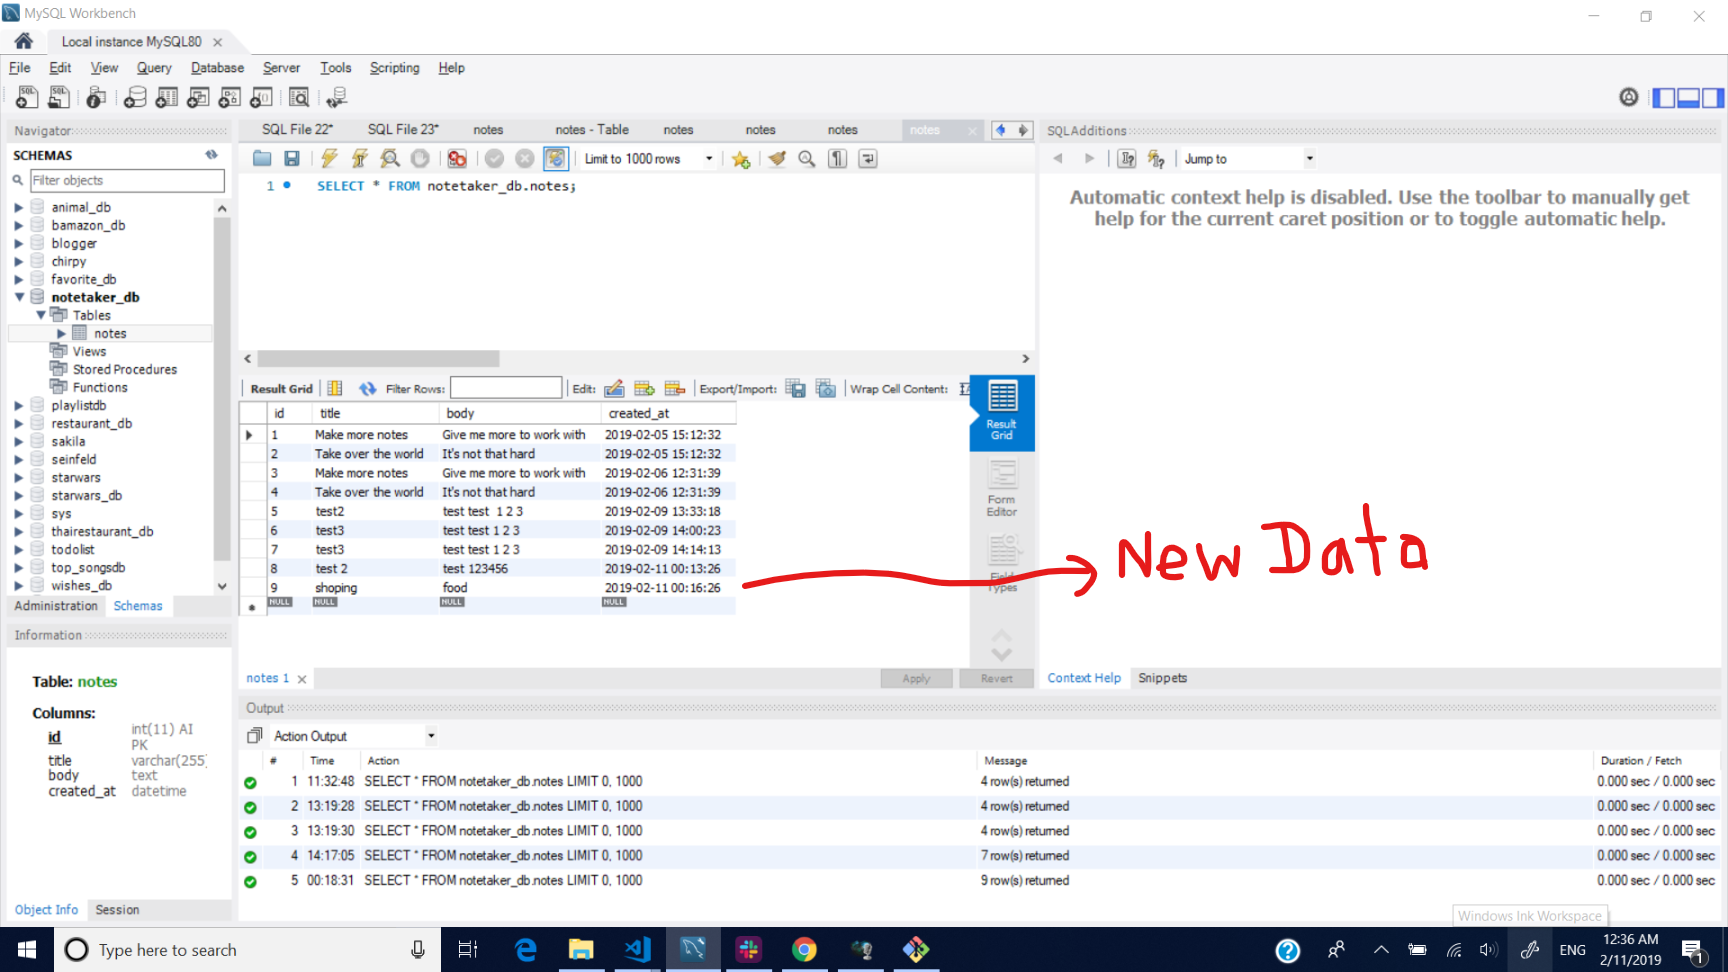 MySQL Workbench
Local instance MySQL80
File Edit View Query Database Server Tools Scripting Help
Navigator
SCHEMAS
Filter objects
animal_db
bamazon_db
blogger
chirpy
favorite_db
notetaker_db
Tables
notes
Views
Stored Procedures
Functions
playlistdb
restaurant_db
sakila
seinfeld
starwars
starwars_db
sys
thairestaurant_db
todolist
top_songsdb
wishes_db
Administration Schemas
Information
Table: notes
Columns:
id int(11) AI PK
title varchar(255)
body text
created_at datetime
Object Info Session
SQL File 22* SQL File 23* notes notes - Table notes notes notes notes
Limit to 1000 rows
1 SELECT * FROM notetaker_db.notes;
Result Grid Filter Rows: Edit: Export/Import: Wrap Cell Content:
id title body created_at
1 Make more notes Give me more to work with 2019-02-05 15:12:32
2 Take over the world It's not that hard 2019-02-05 15:12:32
3 Make more notes Give me more to work with 2019-02-06 12:31:39
4 Take over the world It's not that hard 2019-02-06 12:31:39
5 test2 test test 1 2 3 2019-02-09 13:33:18
6 test3 test test 1 2 3 2019-02-09 14:00:23
7 test3 test test 1 2 3 2019-02-09 14:14:13
8 test 2 test 123456 2019-02-11 00:13:26
9 shoping food 2019-02-11 00:16:26
NULL NULL NULL NULL
Result Grid
Form Editor
Field Types
New Data
notes 1 Apply Revert
SQLAdditions
Jump to
Automatic context help is disabled. Use the toolbar to manually get
help for the current caret position or to toggle automatic help.
Context Help Snippets
Output
Action Output
# Time Action Message Duration / Fetch
1 11:32:48 SELECT * FROM notetaker_db.notes LIMIT 0, 1000 4 row(s) returned 0.000 sec / 0.000 sec
2 13:19:28 SELECT * FROM notetaker_db.notes LIMIT 0, 1000 4 row(s) returned 0.000 sec / 0.000 sec
3 13:19:30 SELECT * FROM notetaker_db.notes LIMIT 0, 1000 4 row(s) returned 0.000 sec / 0.000 sec
4 14:17:05 SELECT * FROM notetaker_db.notes LIMIT 0, 1000 7 row(s) returned 0.000 sec / 0.000 sec
5 00:18:31 SELECT * FROM notetaker_db.notes LIMIT 0, 1000 9 row(s) returned 0.000 sec / 0.000 sec
Windows Ink Workspace
Type here to search
ENG
12:36 AM
2/11/2019
1